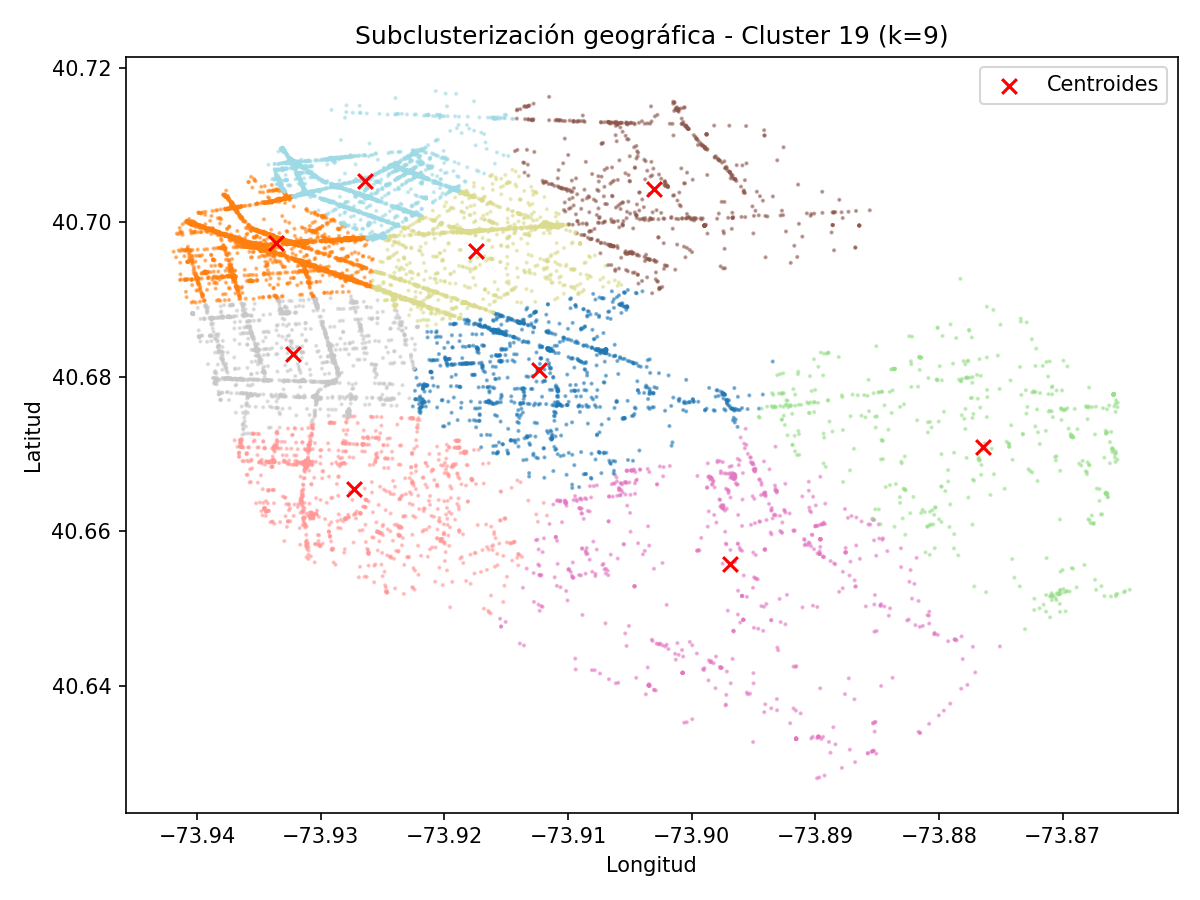 Subclusterización geográfica - Cluster 19 (k=9)
Centroides
40.72
40.70
40.68
40.66
40.64
Latitud
−73.94 −73.93 −73.92 −73.91 −73.90 −73.89 −73.88 −73.87
Longitud